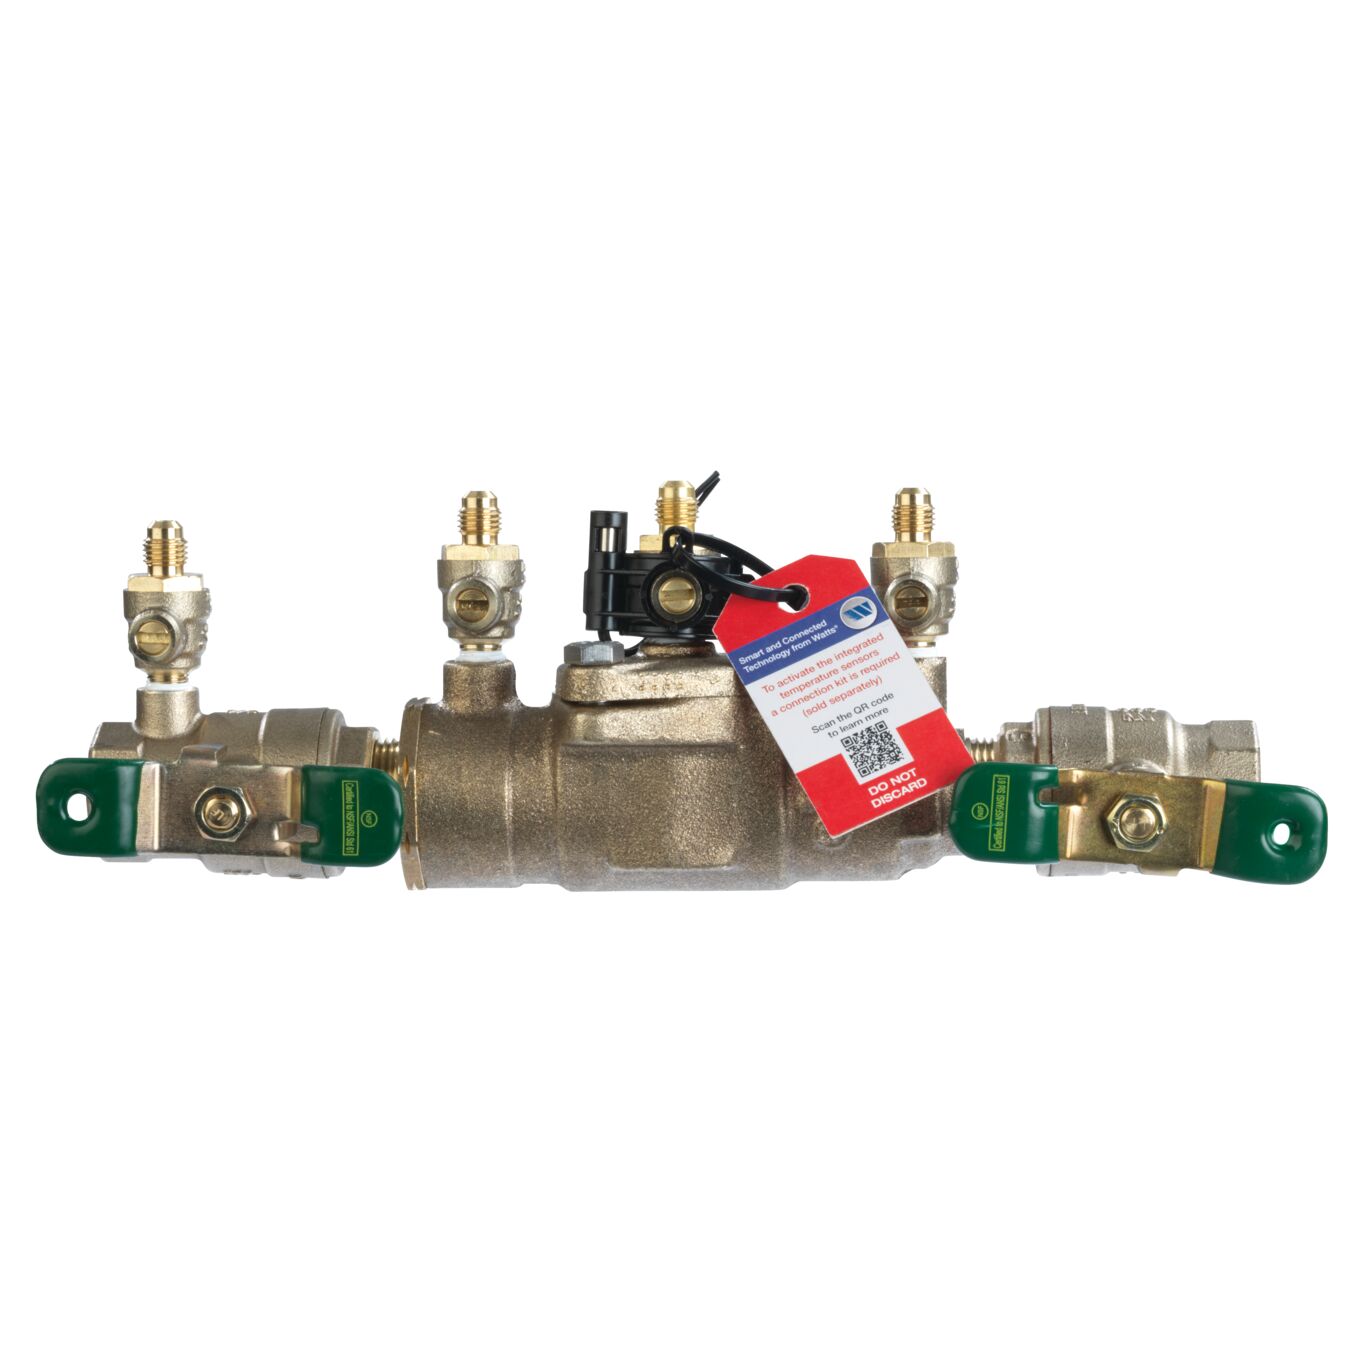 Smart and Connected
Technology from Watts®
To activate the integrated
temperature sensors
a connection kit is required
(sold separately)
Scan the QR code
to learn more
DO NOT
DISCARD
Certified to NSF/ANSI Std 61
NSF
Certified to NSF/ANSI Std 61
NSF